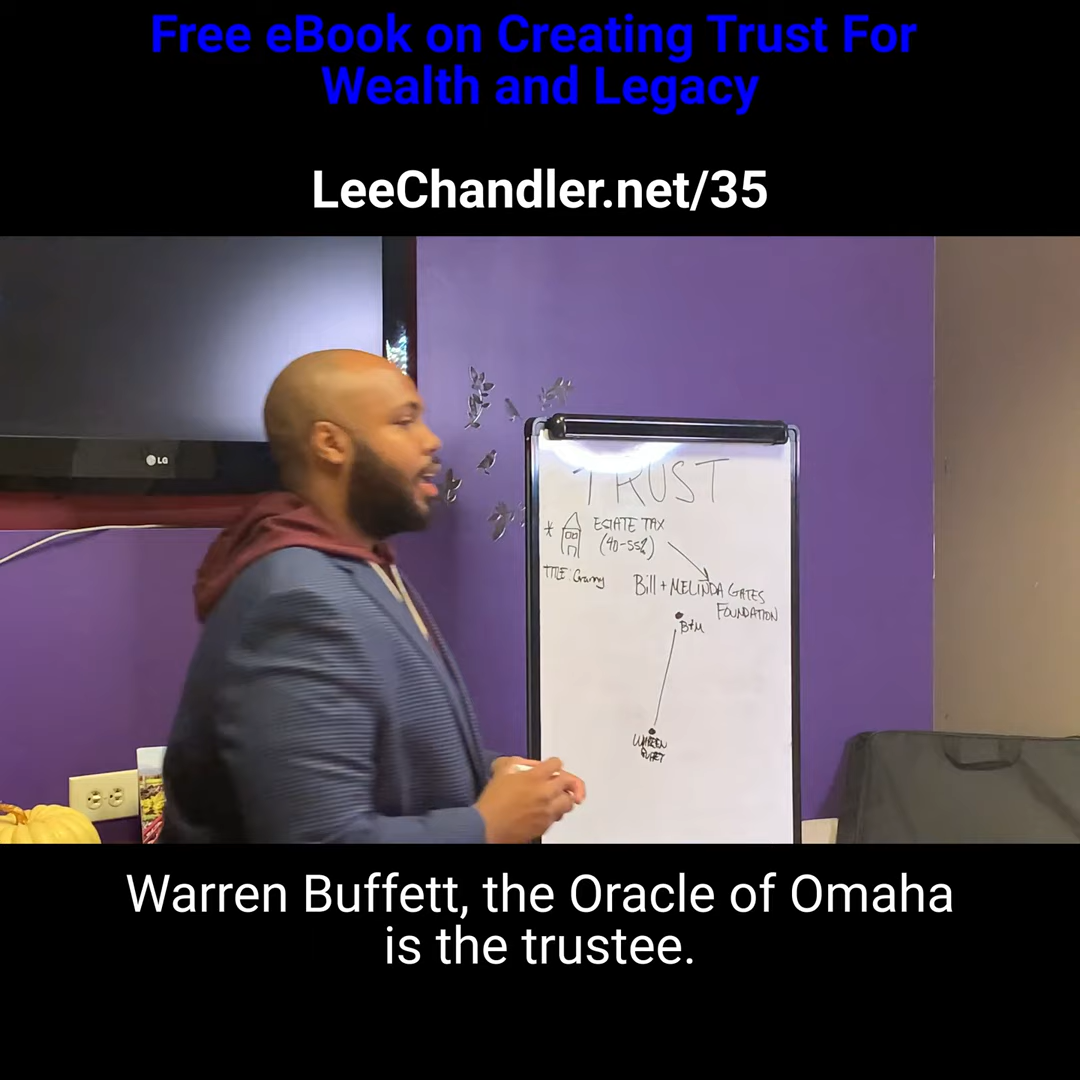 Free eBook on Creating Trust For
Wealth and Legacy
LeeChandler.net/35
LG
TRUST
* ESTATE TAX
(40-55%)
TITLE: Granny
Bill + MELINDA GATES
FOUNDATION
B+M
WARREN
BUFFET
Warren Buffett, the Oracle of Omaha
is the trustee.